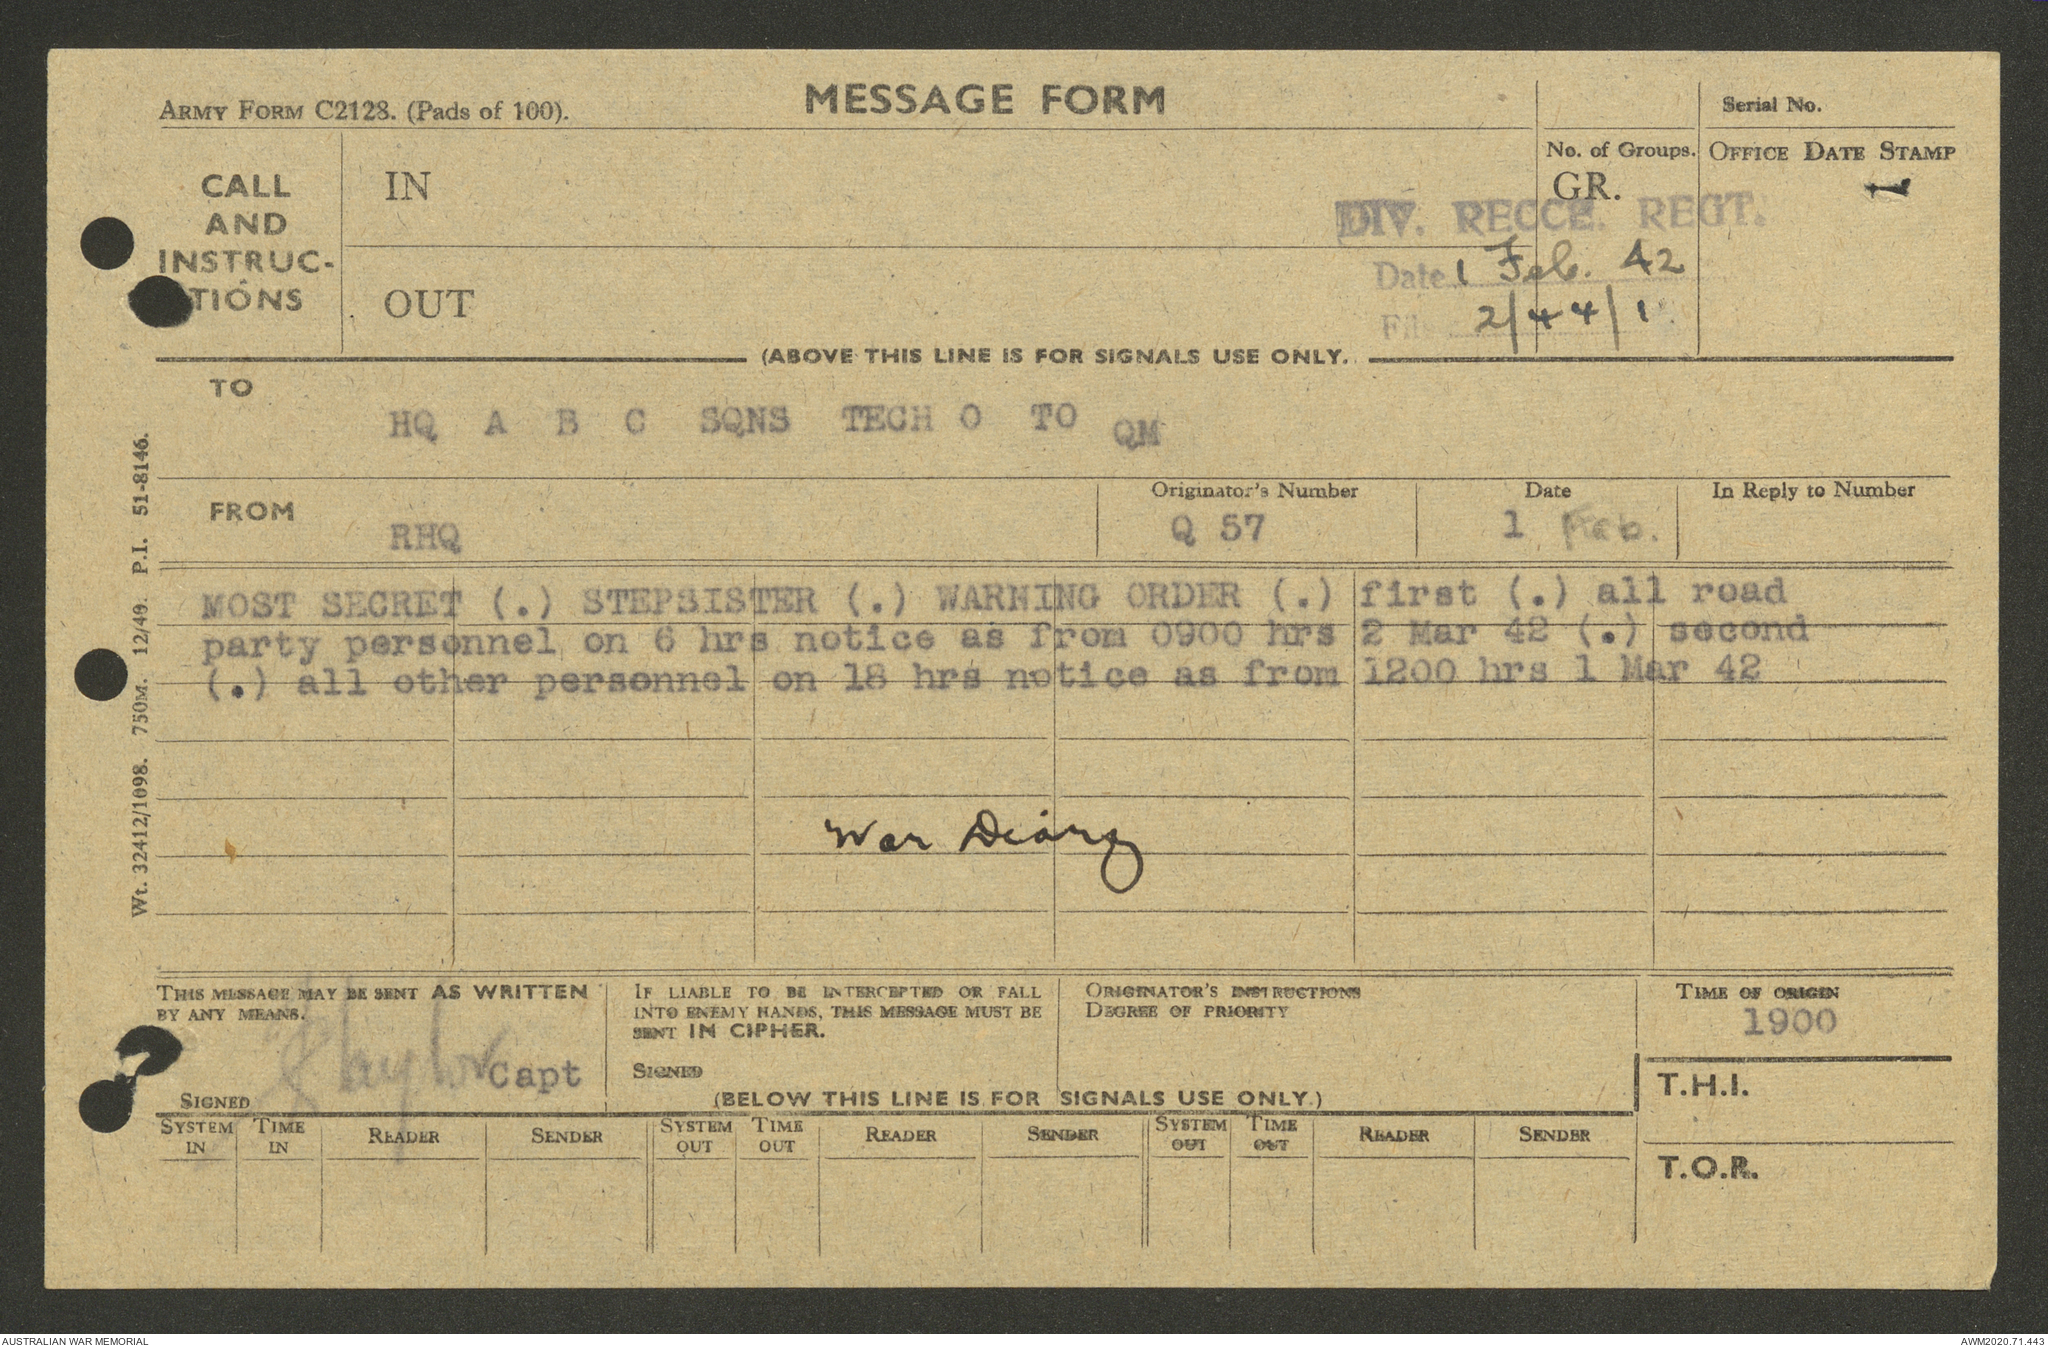 ARMY FORM C2128. (Pads of 100).
MESSAGE FORM
Serial No.
CALL
AND
INSTRUC-
TIONS
IN
OUT
No. of Groups.
GR.
OFFICE DATE STAMP
1
DIV. RECCE. REGT.
Date 1 Feb. 42
File 2/44/1
(ABOVE THIS LINE IS FOR SIGNALS USE ONLY.
TO
HQ A B C SQNS TECH O TO QM
FROM
RHQ
Originator's Number
Q 57
Date
1 Feb.
In Reply to Number
MOST SECRET (.) STEPSISTER (.) WARNING ORDER (.) first (.) all road
party personnel on 6 hrs notice as from 0900 hrs 2 Mar 42 (.) second
(.) all other personnel on 18 hrs notice as from 1200 hrs 1 Mar 42
War Diary
Wt. 32412/1098. 750M. 12/40. P.I. 51-8146.
THIS MESSAGE MAY BE SENT AS WRITTEN
BY ANY MEANS.
Capt
SIGNED
IF LIABLE TO BE INTERCEPTED OR FALL
INTO ENEMY HANDS, THIS MESSAGE MUST BE
SENT IN CIPHER.
SIGNED
ORIGINATOR'S INSTRUCTIONS
DEGREE OF PRIORITY
TIME OF ORIGIN
1900
T.H.I.
T.O.R.
(BELOW THIS LINE IS FOR SIGNALS USE ONLY.)
SYSTEM IN
TIME IN
READER
SENDER
SYSTEM OUT
TIME OUT
READER
SENDER
SYSTEM OUT
TIME OUT
READER
SENDER
AUSTRALIAN WAR MEMORIAL
AWM2020.71.443